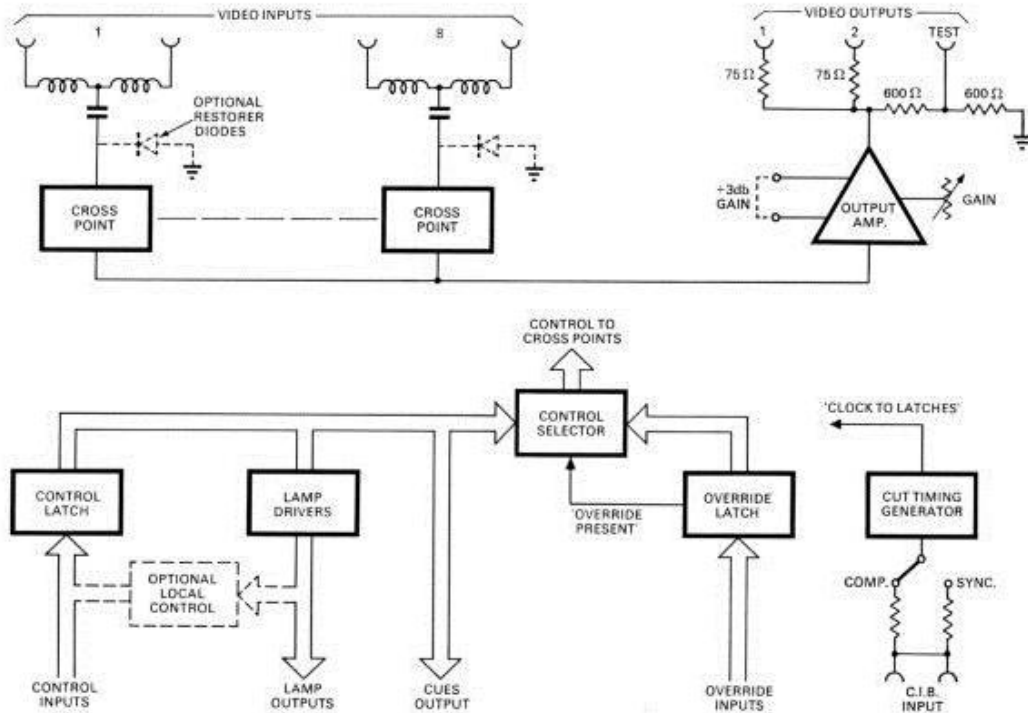 VIDEO INPUTS
1
8
OPTIONAL
RESTORER
DIODES
CROSS
POINT
CROSS
POINT
VIDEO OUTPUTS
1
2
TEST
75 Ω
75 Ω
600 Ω
600 Ω
+3db
GAIN
OUTPUT
AMP.
GAIN
CONTROL TO
CROSS POINTS
CONTROL
SELECTOR
'CLOCK TO LATCHES'
CONTROL
LATCH
LAMP
DRIVERS
'OVERRIDE
PRESENT'
OVERRIDE
LATCH
CUT TIMING
GENERATOR
OPTIONAL
LOCAL
CONTROL
COMP.
SYNC.
CONTROL
INPUTS
LAMP
OUTPUTS
CUES
OUTPUT
OVERRIDE
INPUTS
C.I.B.
INPUT